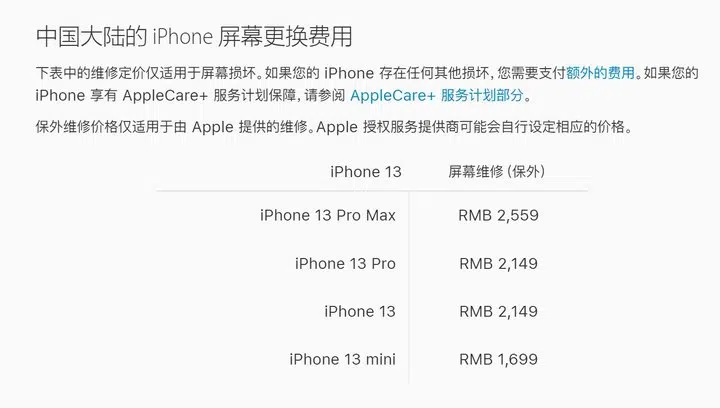 中国大陆的 iPhone 屏幕更换费用
下表中的维修定价仅适用于屏幕损坏。如果您的 iPhone 存在任何其他损坏，您需要支付额外的费用。如果您的
iPhone 享有 AppleCare+ 服务计划保障，请参阅 AppleCare+ 服务计划部分。
保外维修价格仅适用于由 Apple 提供的维修。Apple 授权服务提供商可能会自行设定相应的价格。
iPhone 13 屏幕维修（保外）
iPhone 13 Pro Max RMB 2,559
iPhone 13 Pro RMB 2,149
iPhone 13 RMB 2,149
iPhone 13 mini RMB 1,699